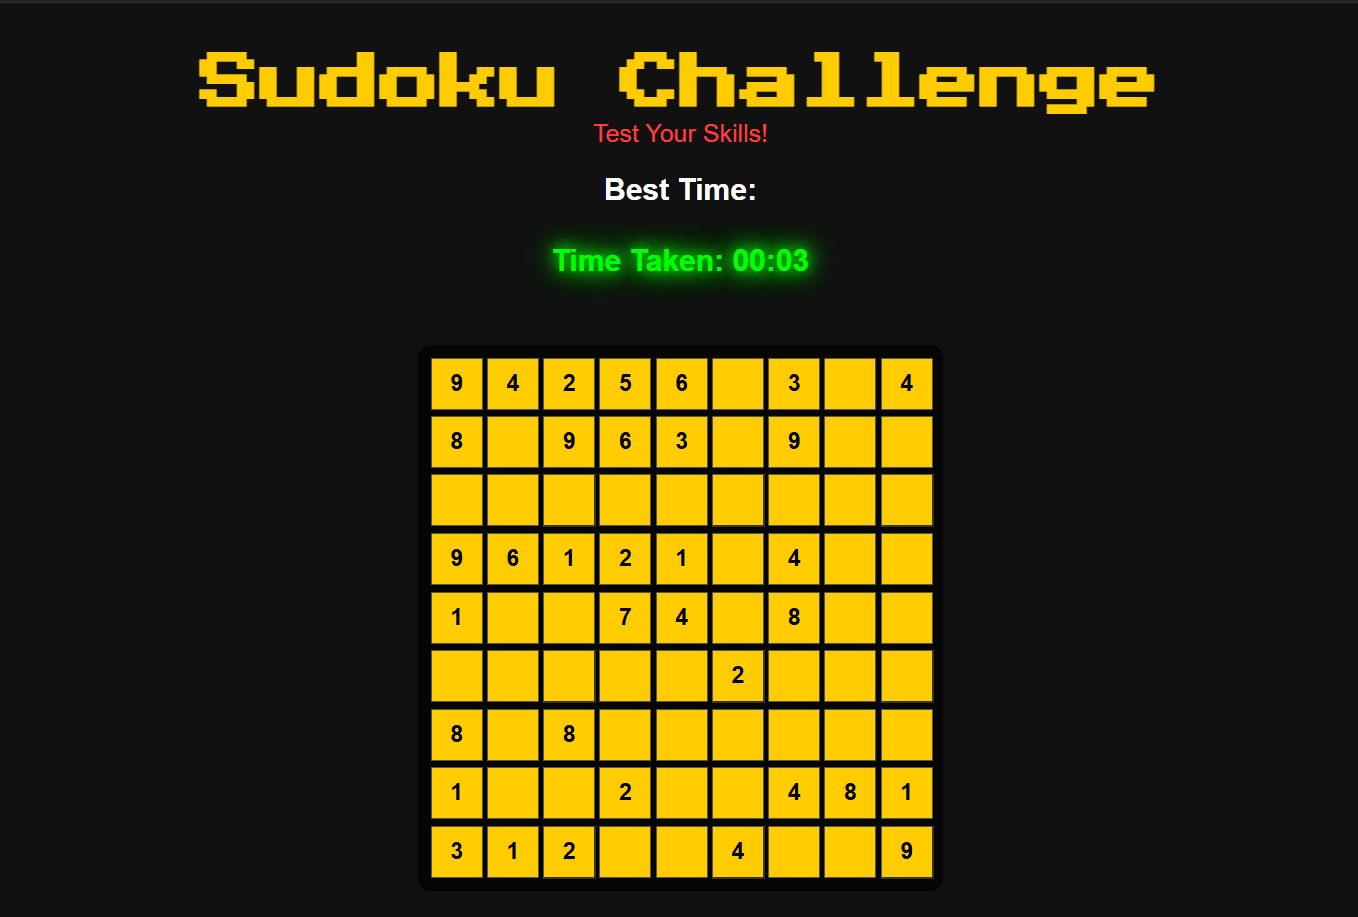 Sudoku Challenge
Test Your Skills!
Best Time:
Time Taken: 00:03
9 4 2 5 6 3 4
8 9 6 3 9
9 6 1 2 1 4
1 7 4 8
2
8 8
1 2 4 8 1
3 1 2 4 9